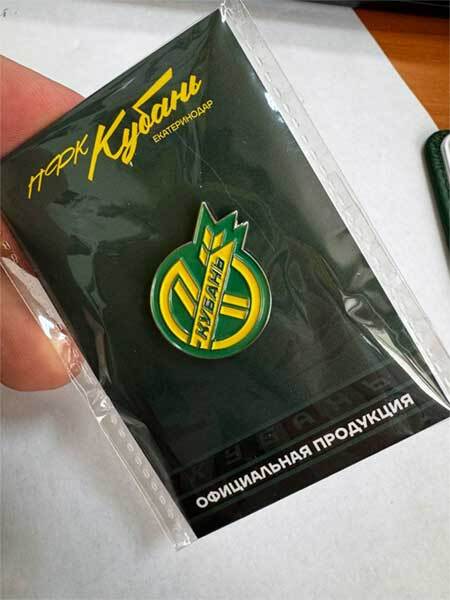 ПФК Кубань
ЕКАТЕРИНОДАР
КУБАНЬ
КУБАНЬ
ОФИЦИАЛЬНАЯ ПРОДУКЦИЯ